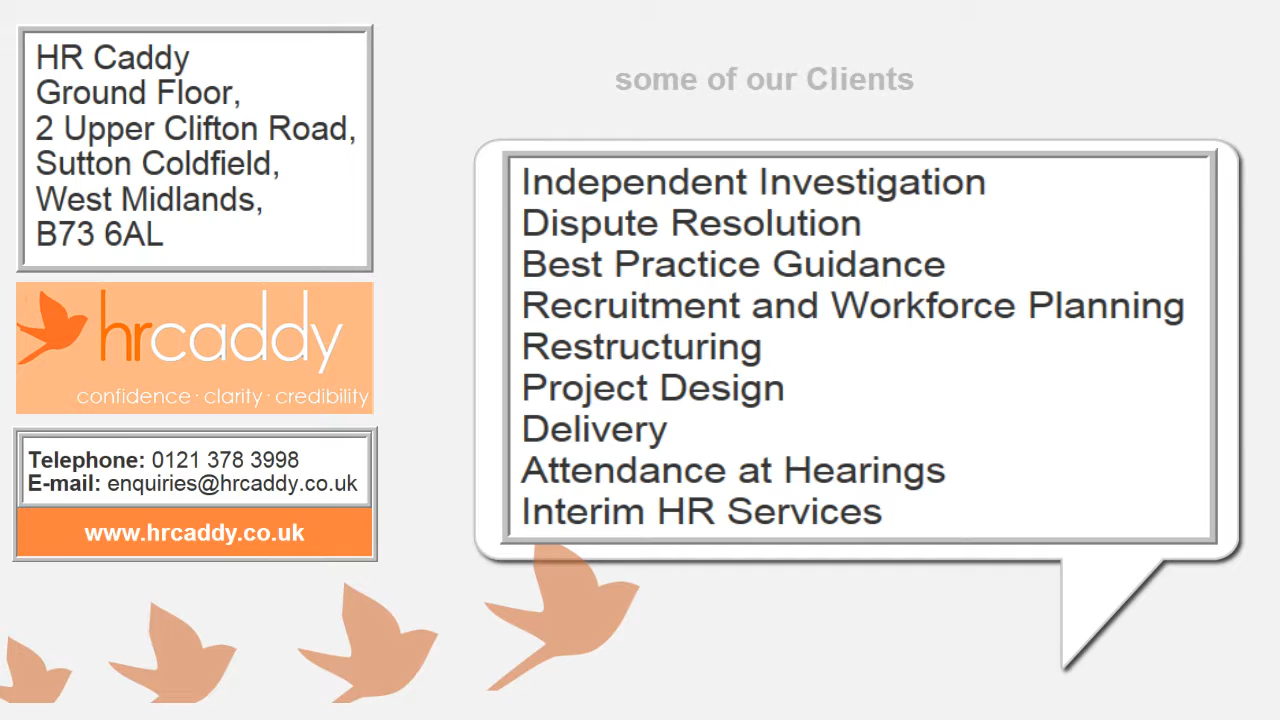 HR Caddy
Ground Floor,
2 Upper Clifton Road,
Sutton Coldfield,
West Midlands,
B73 6AL
hrcaddy
confidence · clarity · credibility
Telephone: 0121 378 3998
E-mail: enquiries@hrcaddy.co.uk
www.hrcaddy.co.uk
some of our Clients
Independent Investigation
Dispute Resolution
Best Practice Guidance
Recruitment and Workforce Planning
Restructuring
Project Design
Delivery
Attendance at Hearings
Interim HR Services